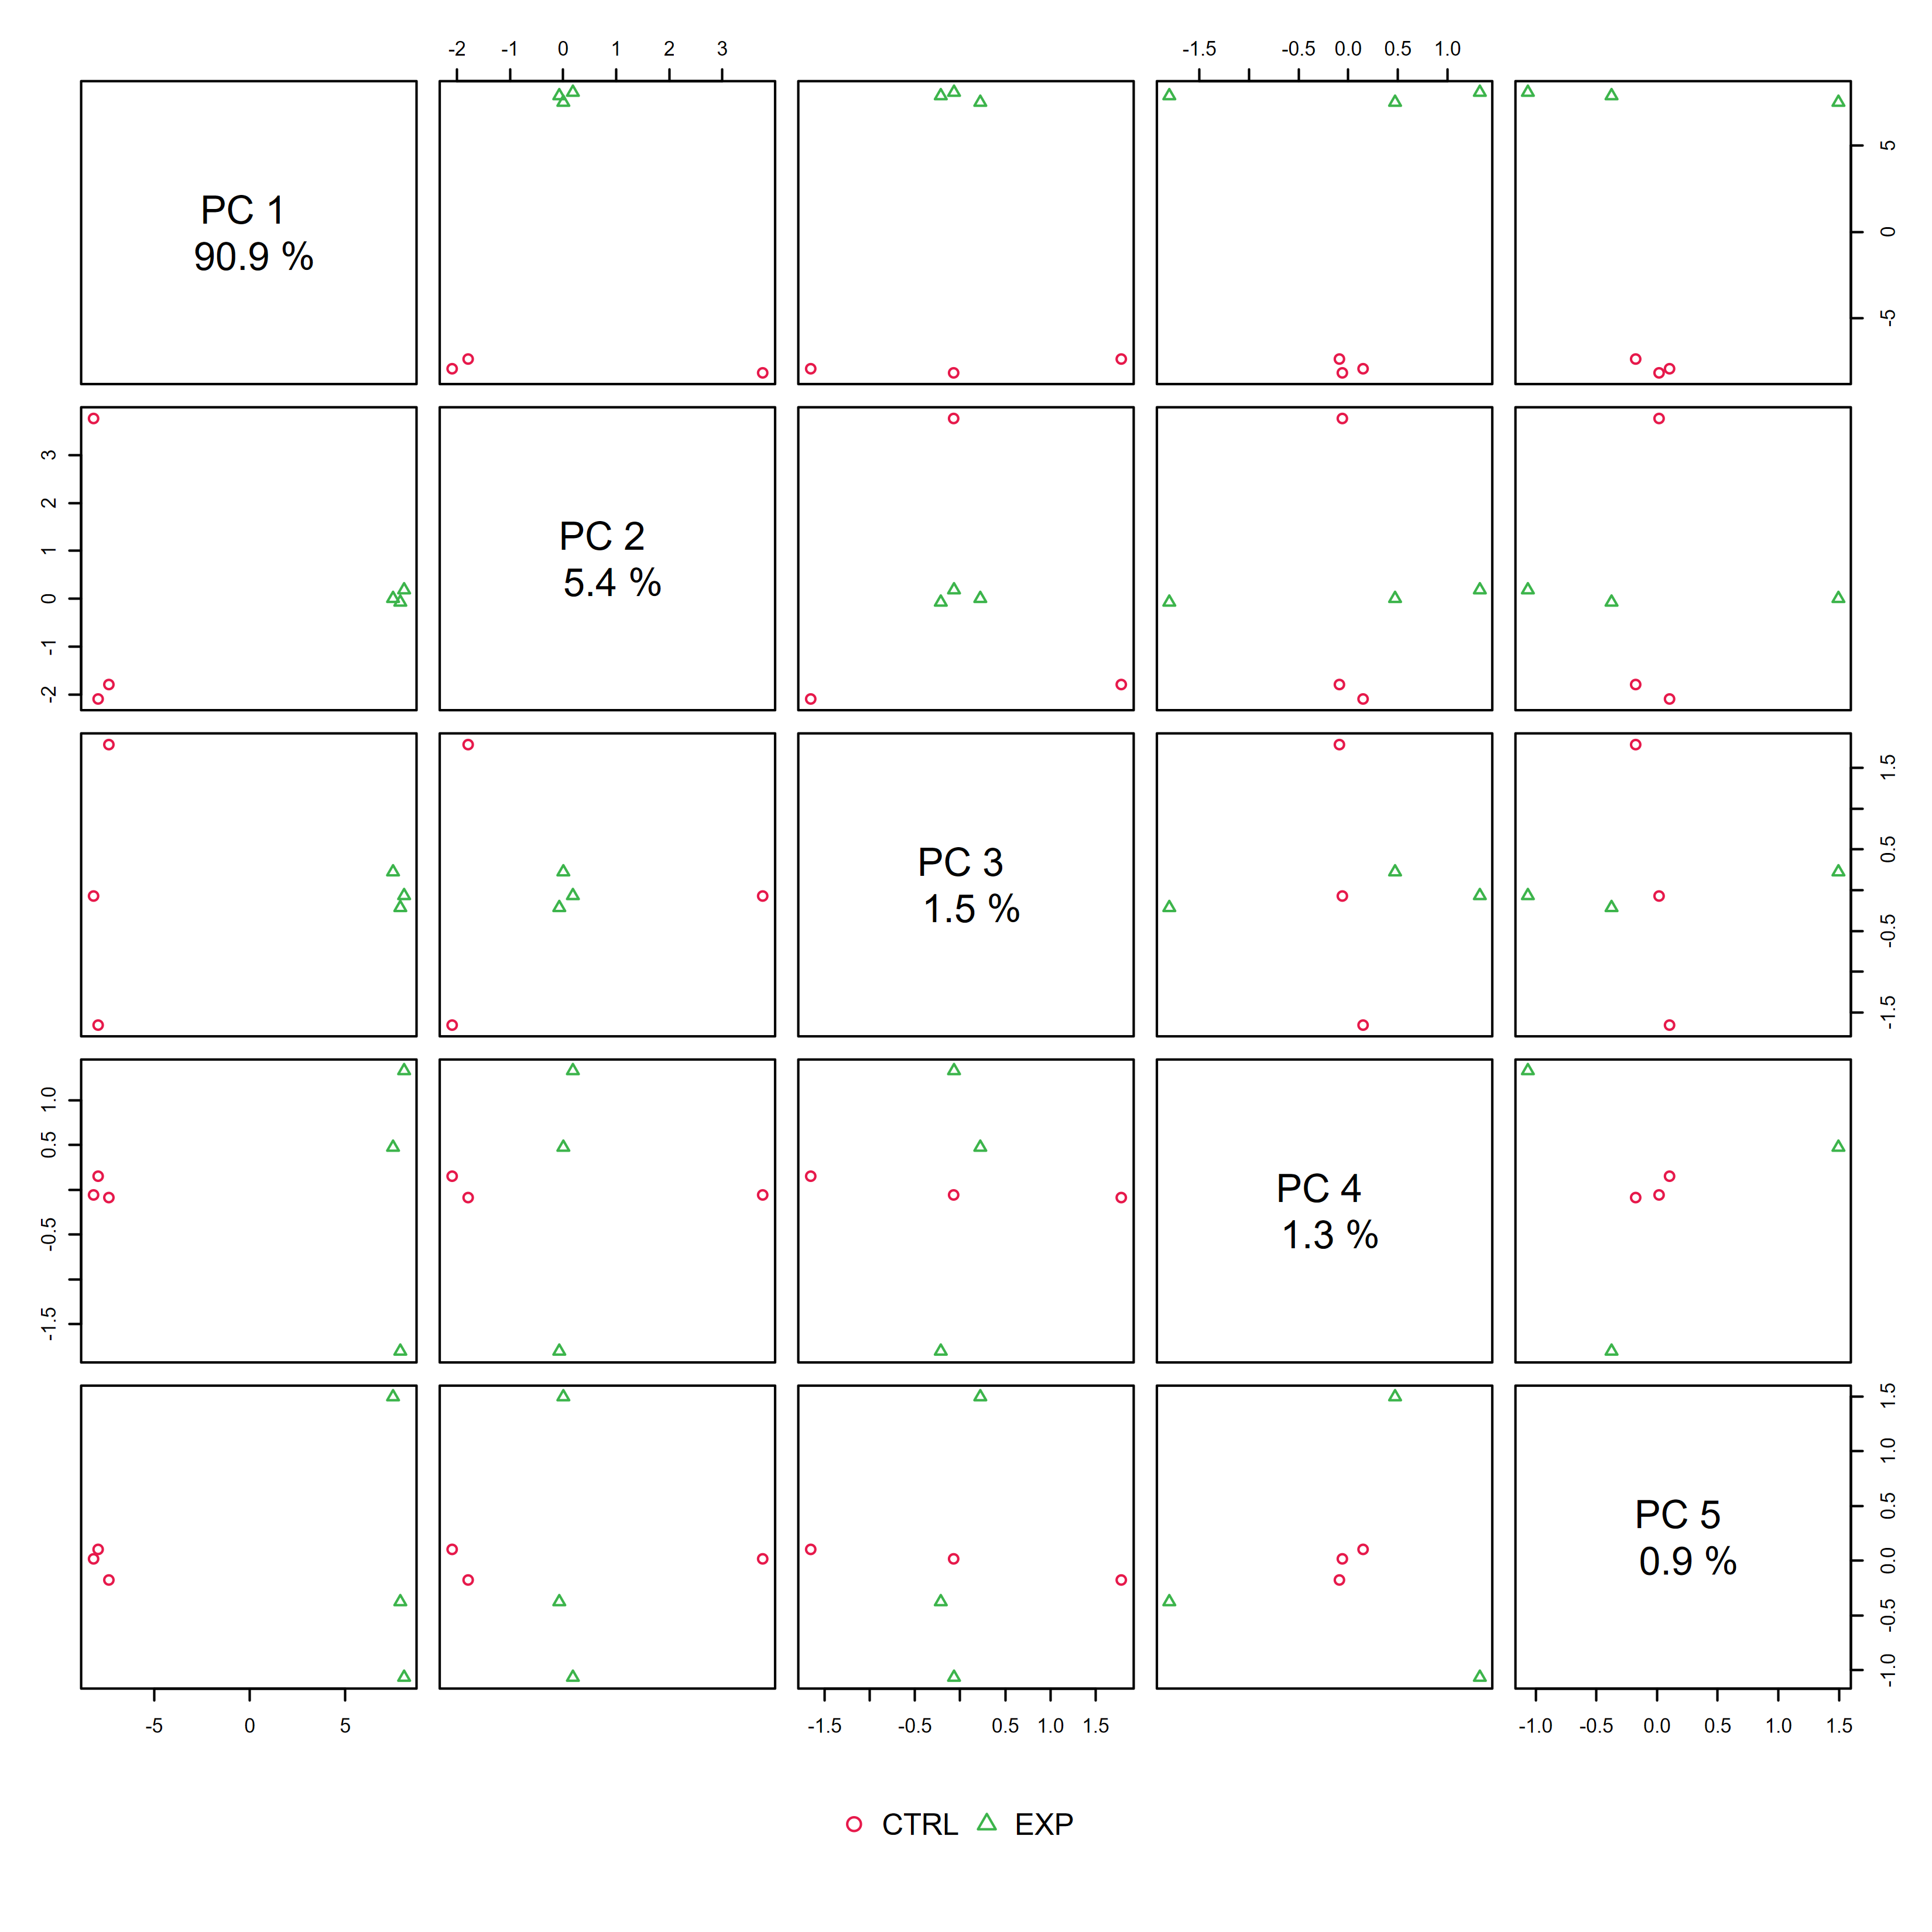 -2 -1 0 1 2 3
-1.5 -0.5 0.0 0.5 1.0
PC 1
90.9 %
-5 0 5
-2 -1 0 1 2 3
PC 2
5.4 %
PC 3
1.5 %
-1.5 -0.5 0.5 1.5
-1.5 -0.5 0.5 1.0
PC 4
1.3 %
PC 5
0.9 %
-1.0 -0.5 0.0 0.5 1.0 1.5
-5 0 5
-1.5 -0.5 0.5 1.0 1.5
-1.0 -0.5 0.0 0.5 1.0 1.5
CTRL EXP